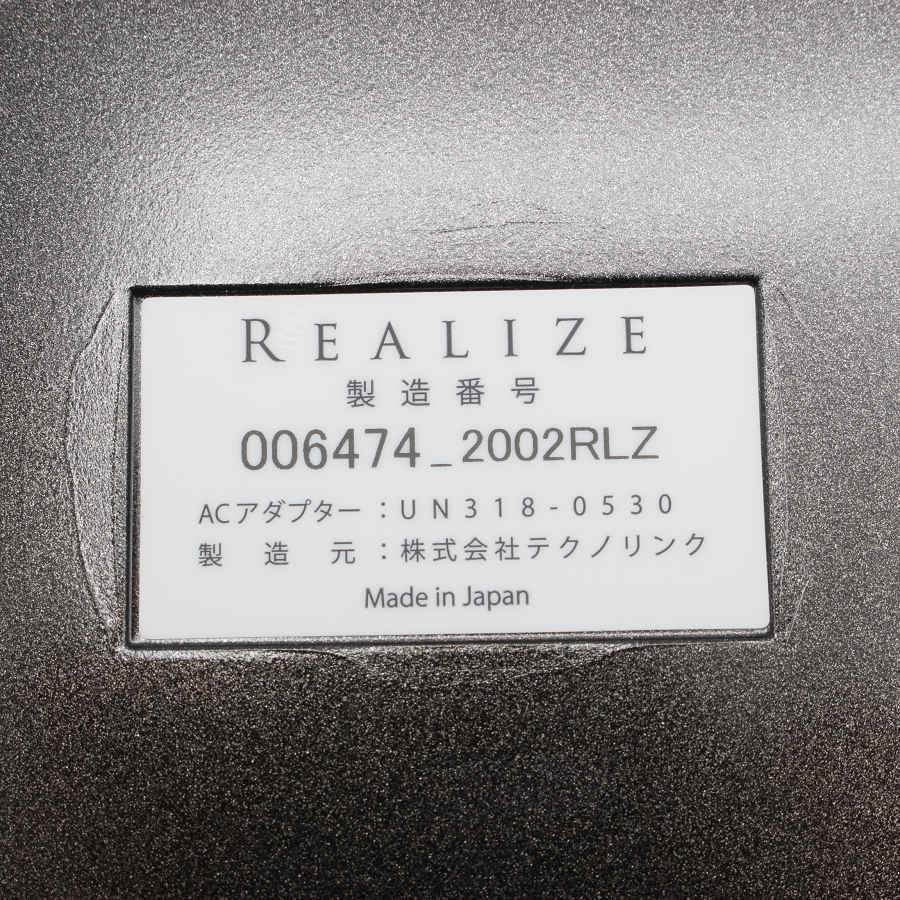 REALIZE
製造番号
006474_2002RLZ
ACアダプター：UN318-0530
製造元：株式会社テクノリンク
Made in Japan